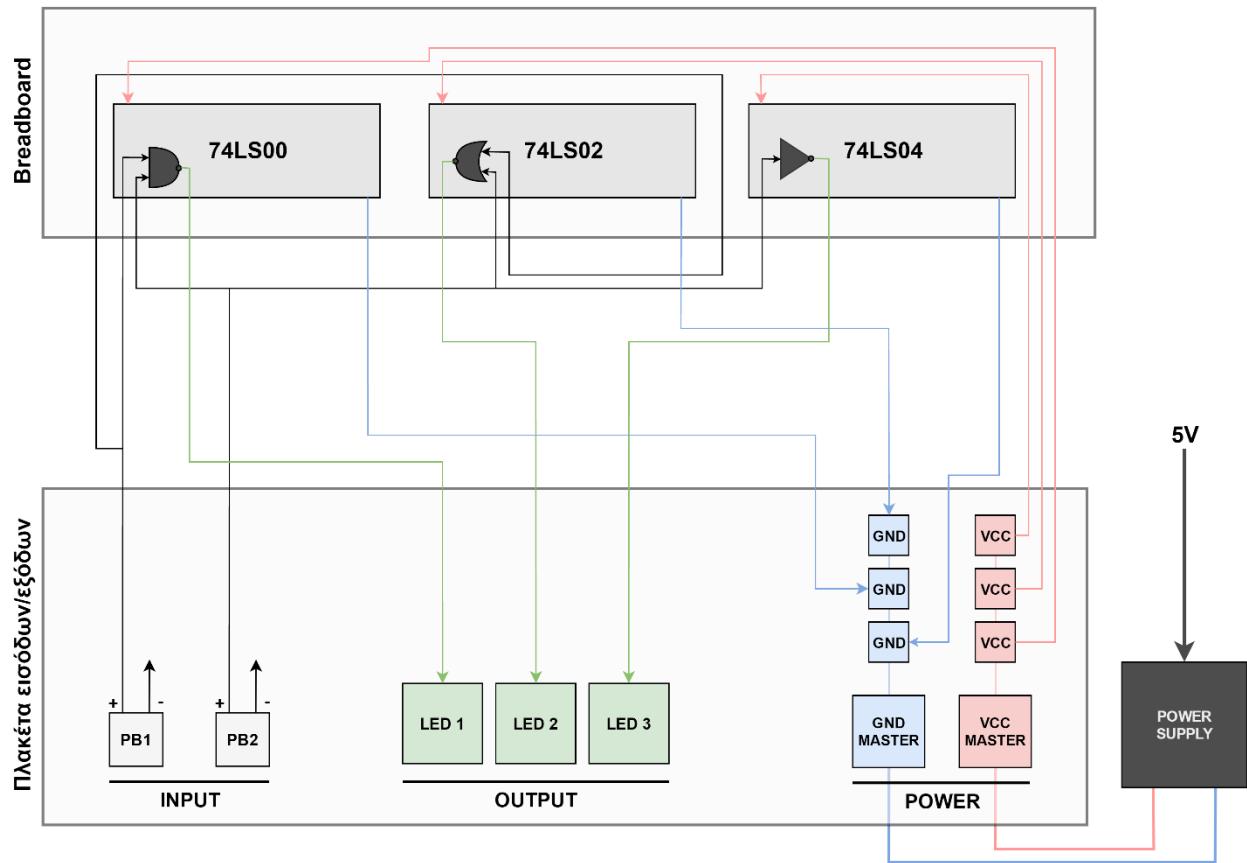 Breadboard
74LS00
74LS02
74LS04
5V
Πλακέτα εισόδων/εξόδων
GND
VCC
GND
VCC
GND
VCC
+
-
+
-
PB1
PB2
LED 1
LED 2
LED 3
GND
MASTER
VCC
MASTER
POWER
SUPPLY
INPUT
OUTPUT
POWER